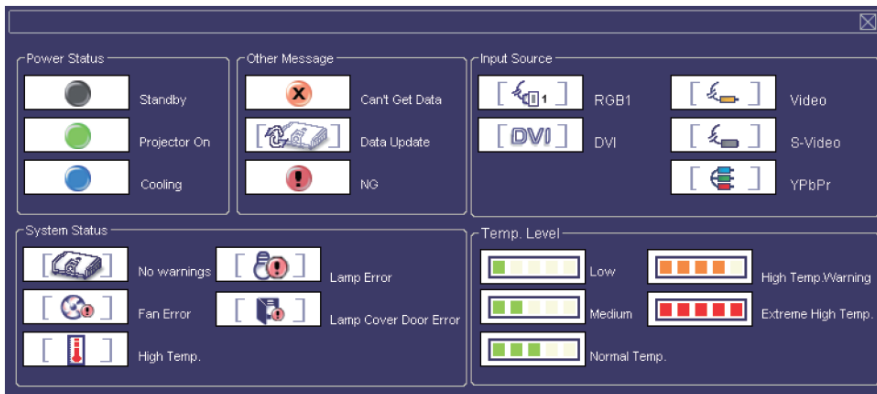 Power Status
Standby
Projector On
Cooling
Other Message
Can't Get Data
Data Update
NG
Input Source
1
RGB1
DVI
DVI
Video
S-Video
YPbPr
System Status
No warnings
Fan Error
High Temp.
Lamp Error
Lamp Cover Door Error
Temp. Level
Low
Medium
Normal Temp.
High Temp.Warning
Extreme High Temp.